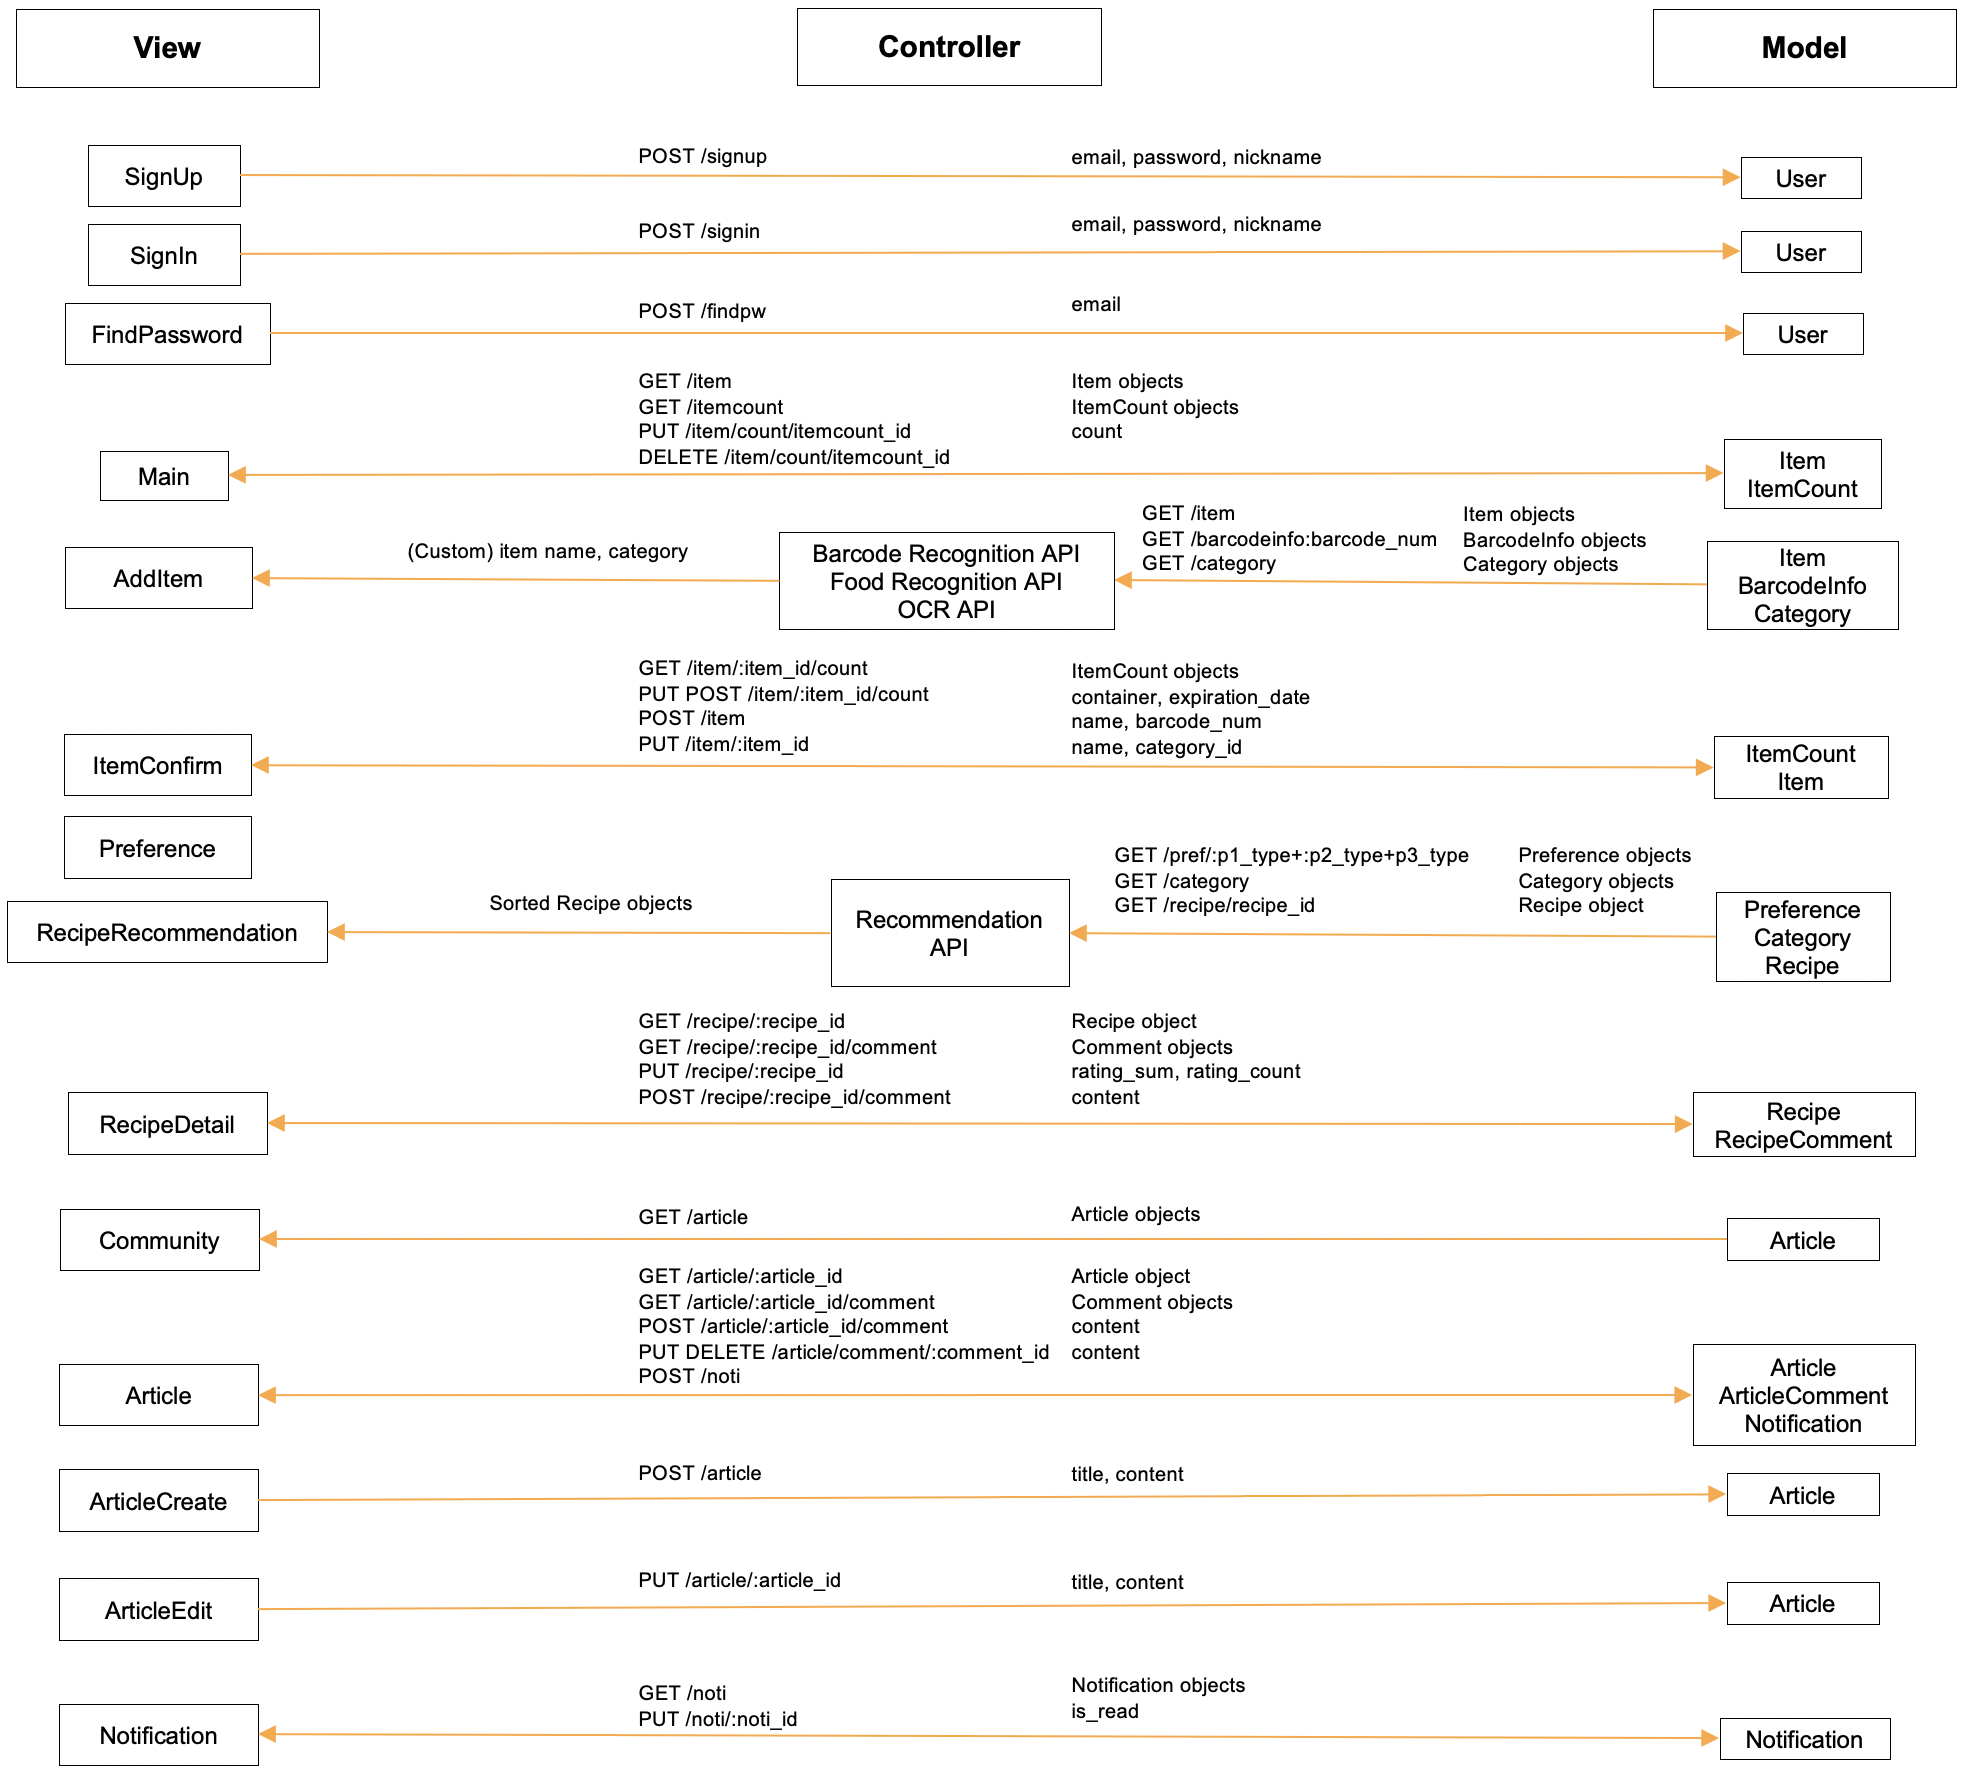 View
Controller
Model
SignUp
POST /signup
email, password, nickname
User
SignIn
POST /signin
email, password, nickname
User
FindPassword
POST /findpw
email
User
Main
GET /item
GET /itemcount
PUT /item/count/itemcount_id
DELETE /item/count/itemcount_id
Item objects
ItemCount objects
count
Item
ItemCount
AddItem
(Custom) item name, category
Barcode Recognition API
Food Recognition API
OCR API
GET /item
GET /barcodeinfo:barcode_num
GET /category
Item objects
BarcodeInfo objects
Category objects
Item
BarcodeInfo
Category
ItemConfirm
GET /item/:item_id/count
PUT POST /item/:item_id/count
POST /item
PUT /item/:item_id
ItemCount objects
container, expiration_date
name, barcode_num
name, category_id
ItemCount
Item
Preference
RecipeRecommendation
Sorted Recipe objects
Recommendation
API
GET /pref/:p1_type+:p2_type+p3_type
GET /category
GET /recipe/recipe_id
Preference objects
Category objects
Recipe object
Preference
Category
Recipe
RecipeDetail
GET /recipe/:recipe_id
GET /recipe/:recipe_id/comment
PUT /recipe/:recipe_id
POST /recipe/:recipe_id/comment
Recipe object
Comment objects
rating_sum, rating_count
content
Recipe
RecipeComment
Community
GET /article
Article objects
Article
Article
GET /article/:article_id
GET /article/:article_id/comment
POST /article/:article_id/comment
PUT DELETE /article/comment/:comment_id
POST /noti
Article object
Comment objects
content
content
Article
ArticleComment
Notification
ArticleCreate
POST /article
title, content
Article
ArticleEdit
PUT /article/:article_id
title, content
Article
Notification
GET /noti
PUT /noti/:noti_id
Notification objects
is_read
Notification